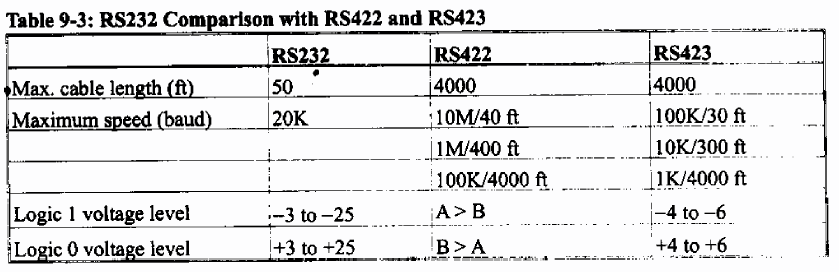 Table 9-3: RS232 Comparison with RS422 and RS423
RS232 RS422 RS423
Max. cable length (ft) 50 4000 4000
Maximum speed (baud) 20K 10M/40 ft 100K/30 ft
1M/400 ft 10K/300 ft
100K/4000 ft 1K/4000 ft
Logic 1 voltage level –3 to –25 A > B –4 to –6
Logic 0 voltage level +3 to +25 B > A +4 to +6